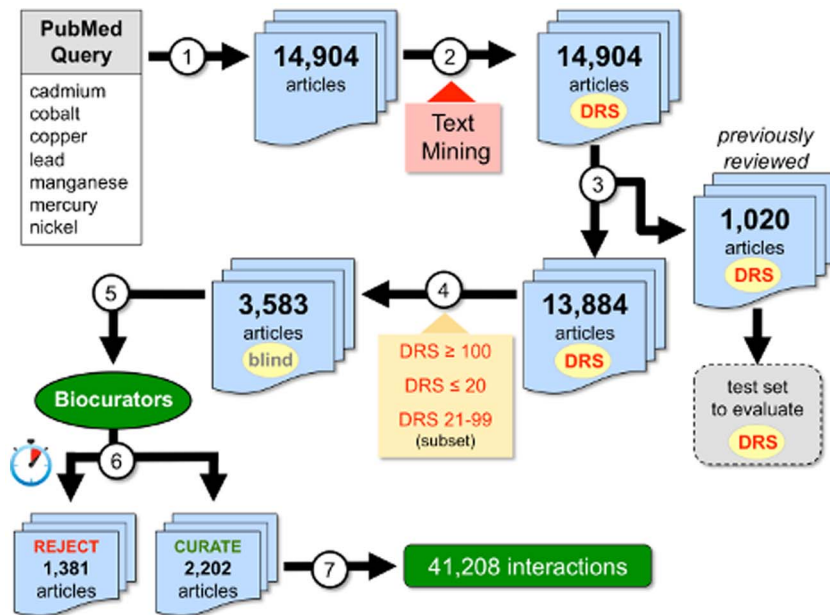 PubMed
Query
cadmium
cobalt
copper
lead
manganese
mercury
nickel
1
14,904
articles
2
Text
Mining
14,904
articles
DRS
3
previously
reviewed
1,020
articles
DRS
test set
to evaluate
DRS
13,884
articles
DRS
4
DRS ≥ 100
DRS ≤ 20
DRS 21-99
(subset)
3,583
articles
blind
5
Biocurators
6
REJECT
1,381
articles
CURATE
2,202
articles
7
41,208 interactions